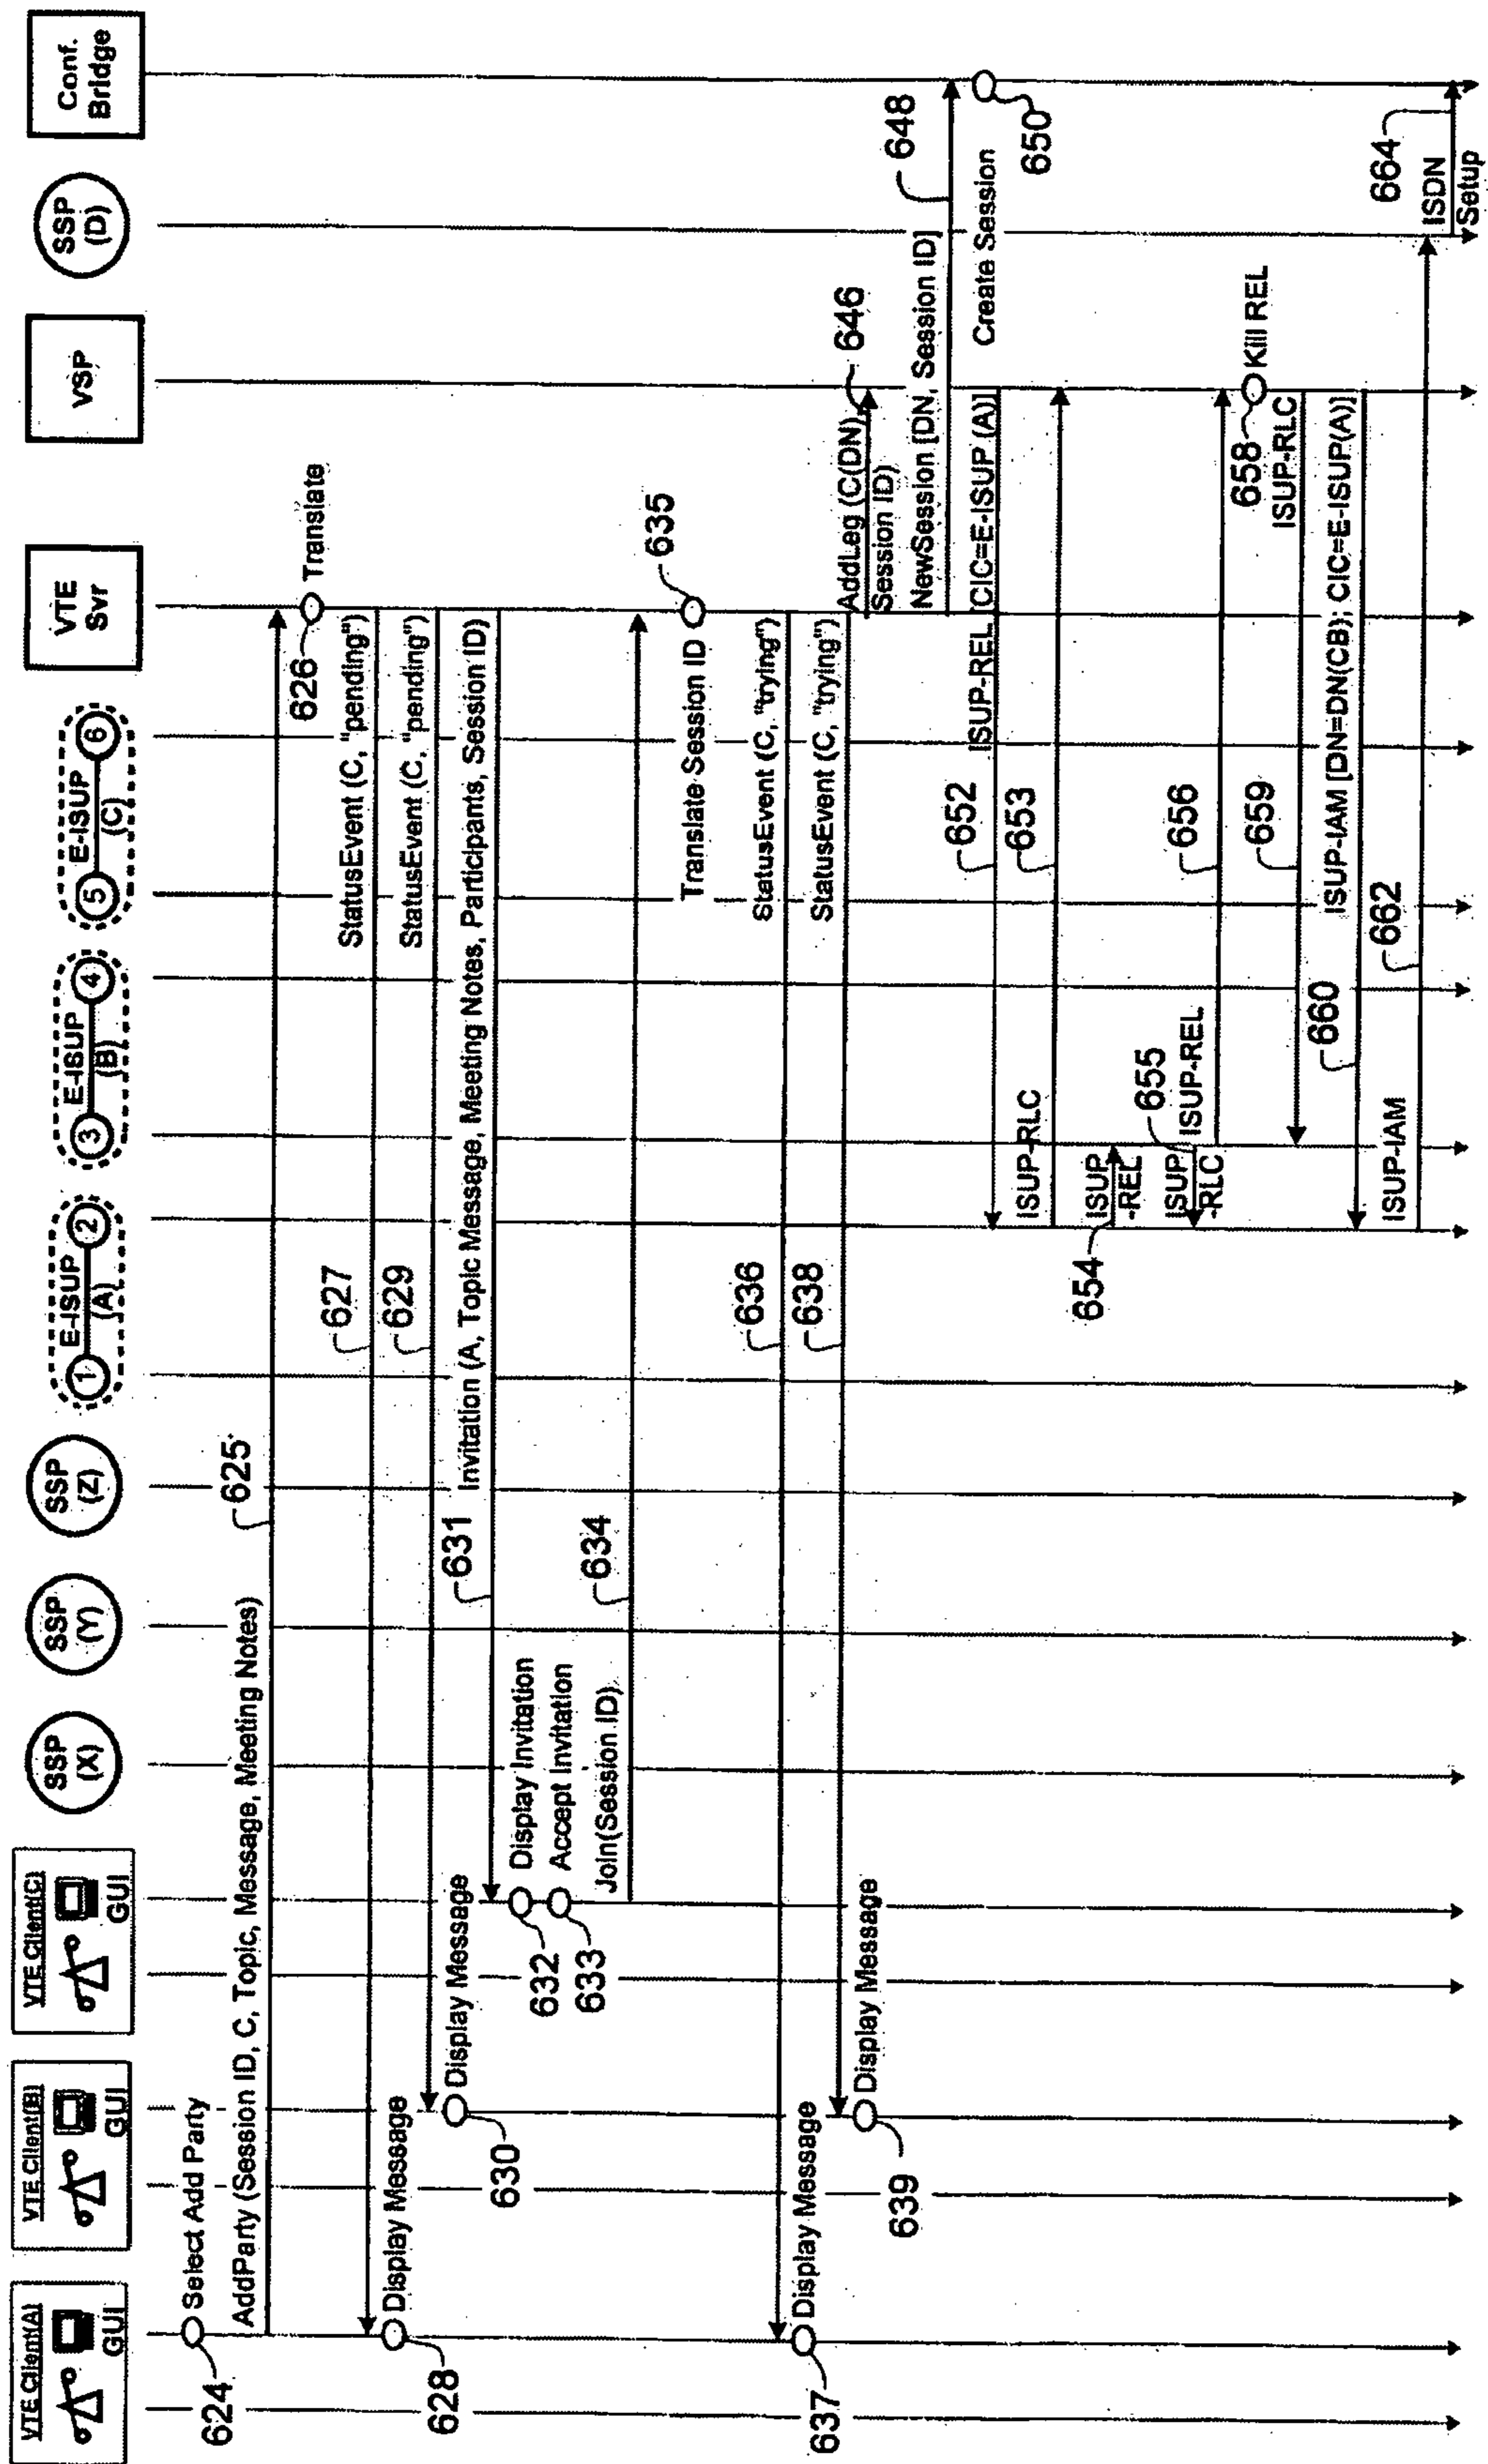 VTE Client(A)
GUI
VTE Client(B)
GUI
VTE Client(C)
GUI
SSP
(X)
SSP
(Y)
SSP
(Z)
E-ISUP
(A)
1
2
E-ISUP
(B)
3
4
E-ISUP
(C)
5
6
VTE
Svr
VSP
SSP
(D)
Conf.
Bridge
624
Select Add Party
AddParty (Session ID, C, Topic, Message, Meeting Notes)
625
626
Translate
StatusEvent (C, "pending")
627
628
Display Message
StatusEvent (C, "pending")
629
630
Display Message
Invitation (A, Topic Message, Meeting Notes, Participants, Session ID)
631
632
Display Invitation
633
Accept Invitation
Join(Session ID)
634
635
Translate Session ID
StatusEvent (C, "trying")
636
637
Display Message
StatusEvent (C, "trying")
638
639
Display Message
AddLeg (C(DN),
Session ID)
646
NewSession [DN, Session ID]
648
Create Session
650
ISUP-REL [CIC=E-ISUP (A)]
652
ISUP-RLC
653
ISUP
-REL
654
ISUP
-RLC
655
ISUP-REL
656
658
Kill REL
ISUP-RLC
659
ISUP-IAM [DN=DN(CB); CIC=E-ISUP(A)]
660
ISUP-IAM
662
ISDN
Setup
664